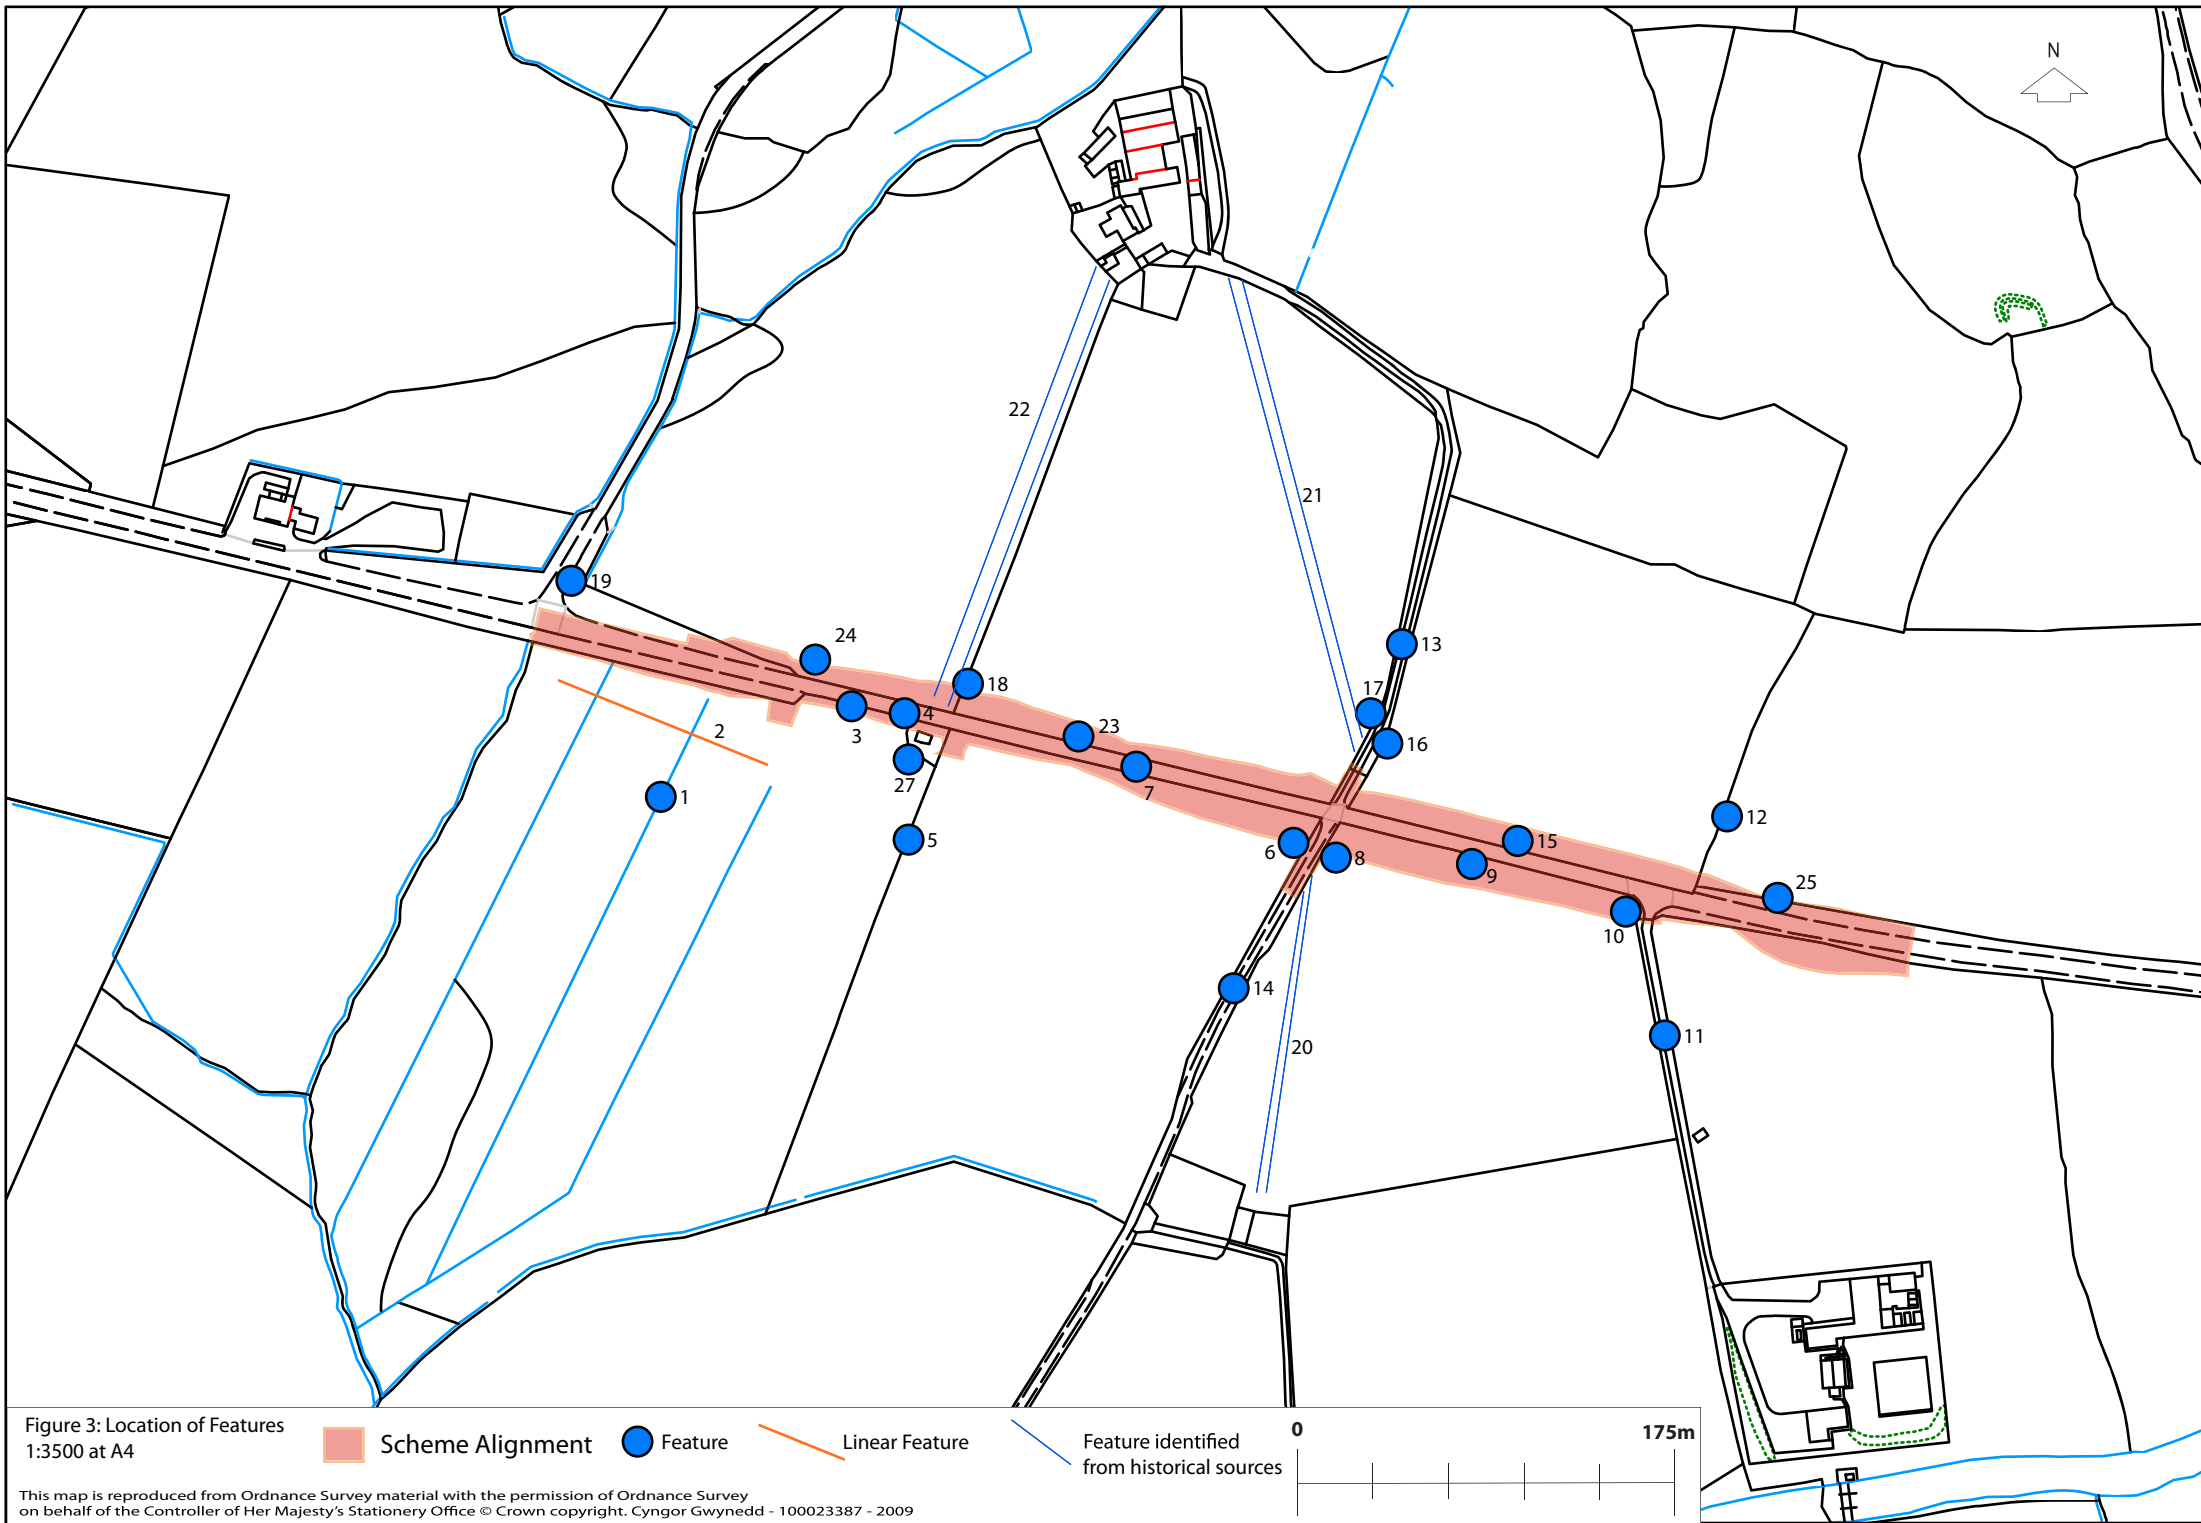 N
22
21
19
13
24
17
18
4
23
2
3
16
27
7
1
12
15
5
6
8
9
25
10
14
11
20
Figure 3: Location of Features
1:3500 at A4
Scheme Alignment
Feature
Linear Feature
Feature identified
from historical sources
0
175m
This map is reproduced from Ordnance Survey material with the permission of Ordnance Survey
on behalf of the Controller of Her Majesty's Stationery Office © Crown copyright. Cyngor Gwynedd - 100023387 - 2009